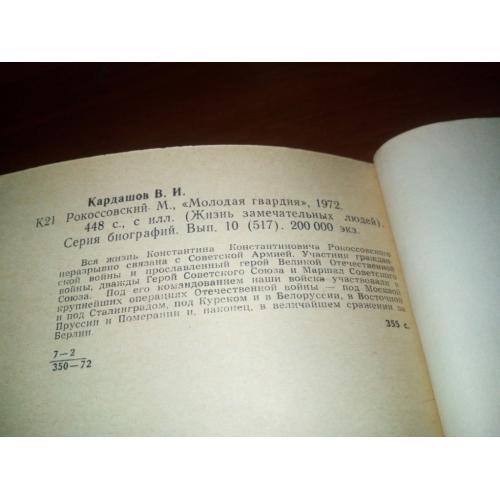 Кардашов В. И.
К21 Рокоссовский. М., «Молодая гвардия», 1972.
448 с., с илл. (Жизнь замечательных людей).
Серия биографий. Вып. 10 (517). 200 000 экз.
Вся жизнь Константина Константиновича Рокоссовского
неразрывно связана с Советской Армией. Участник граждан-
ской войны и прославленный герой Великой Отечественной
войны, дважды Герой Советского Союза и Маршал Советского
Союза. Под его командованием наши войска участвовали в
крупнейших операциях Отечественной войны — под Москвой
и под Сталинградом, под Курском и в Белоруссии, в Восточной
Пруссии и Померании и, наконец, в величайшем сражении за
Берлин.
7—2
350—72
355 с.